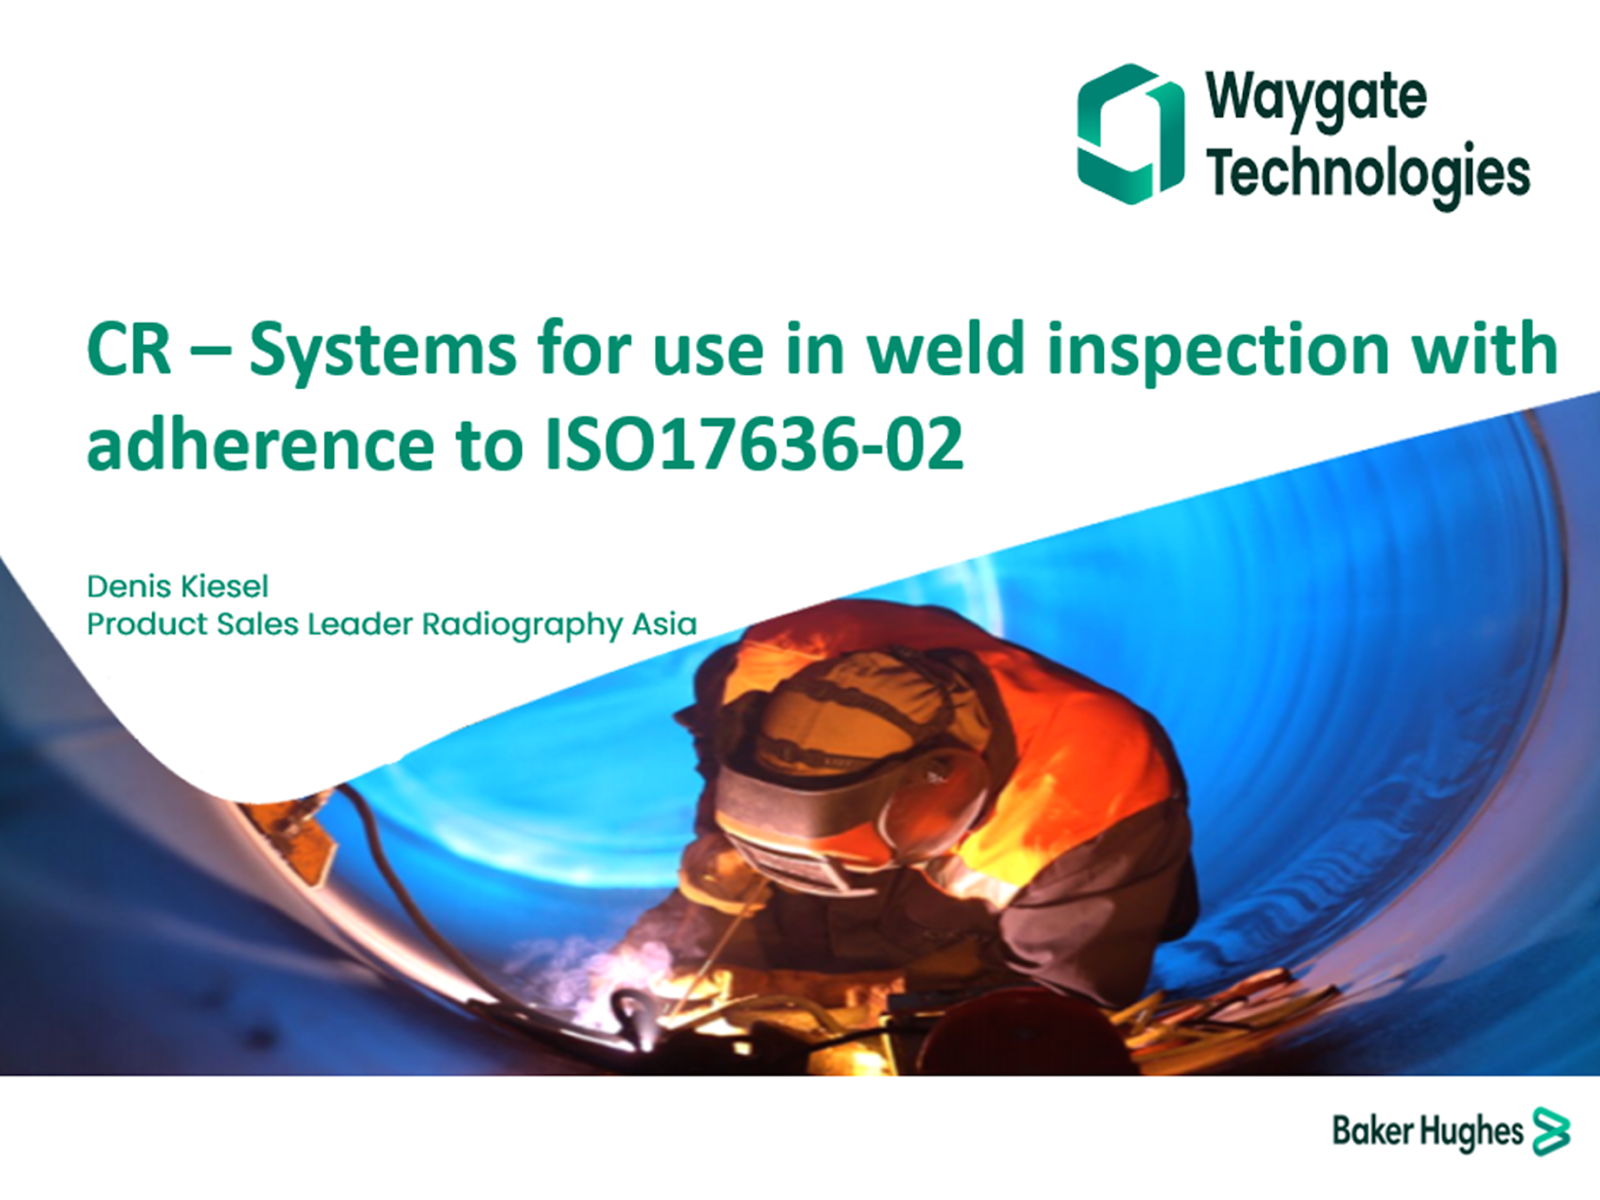 Waygate
Technologies
CR – Systems for use in weld inspection with
adherence to ISO17636-02
Denis Kiesel
Product Sales Leader Radiography Asia
Baker Hughes